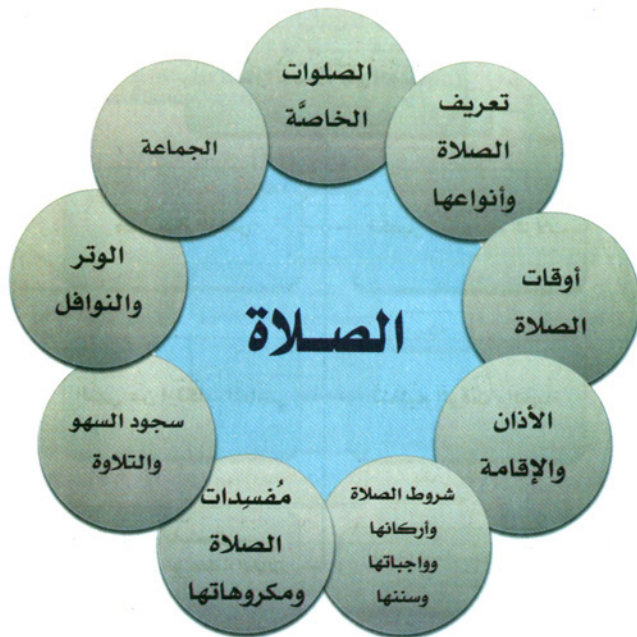 الصلوات
الخاصَّة
تعريف
الصلاة
وأنواعها
أوقات
الصلاة
الأذان
والإقامة
شروط الصلاة
وأركانها
وواجباتها
وسننها
مُفسِدات
الصلاة
ومكروهاتها
سجود السهو
والتلاوة
الوتر
والنوافل
الجماعة
الصـلاة